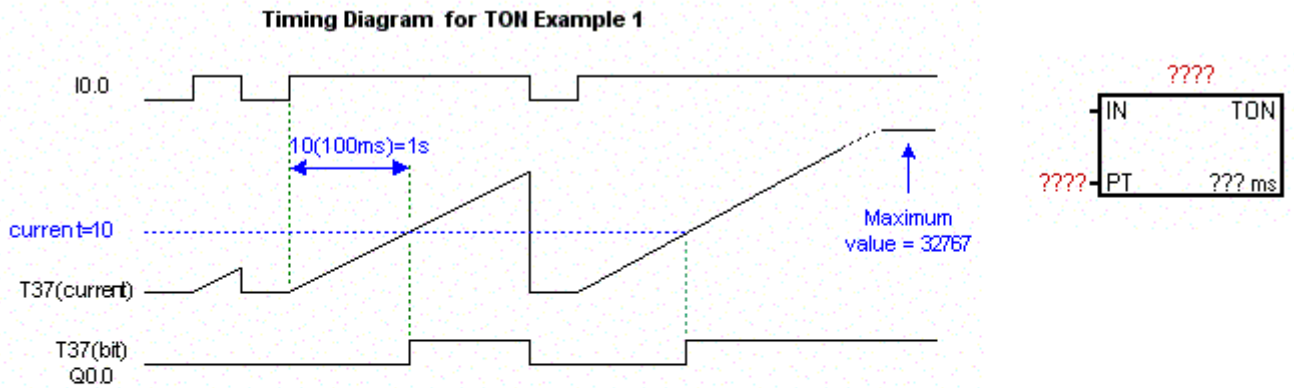 Timing Diagram for TON Example 1
I0.0
10(100ms)=1s
current=10
Maximum
value = 32767
T37(current)
T37(bit)
Q0.0
????
IN TON
???? PT ??? ms